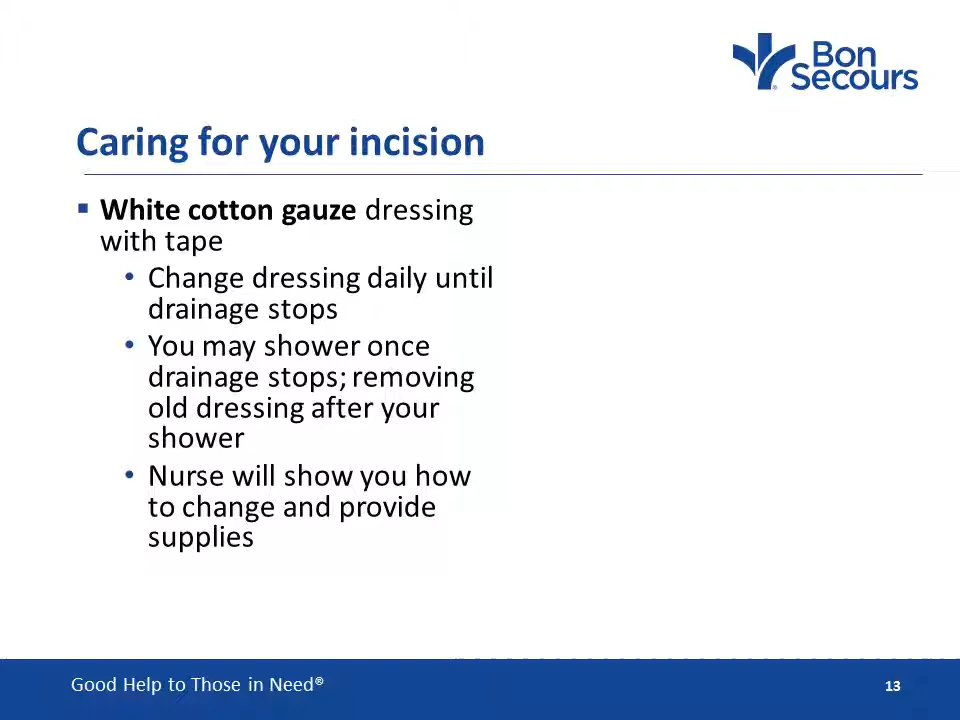 Bon
Secours
Caring for your incision
▪ White cotton gauze dressing
with tape
• Change dressing daily until
drainage stops
• You may shower once
drainage stops; removing
old dressing after your
shower
• Nurse will show you how
to change and provide
supplies
Good Help to Those in Need®
13